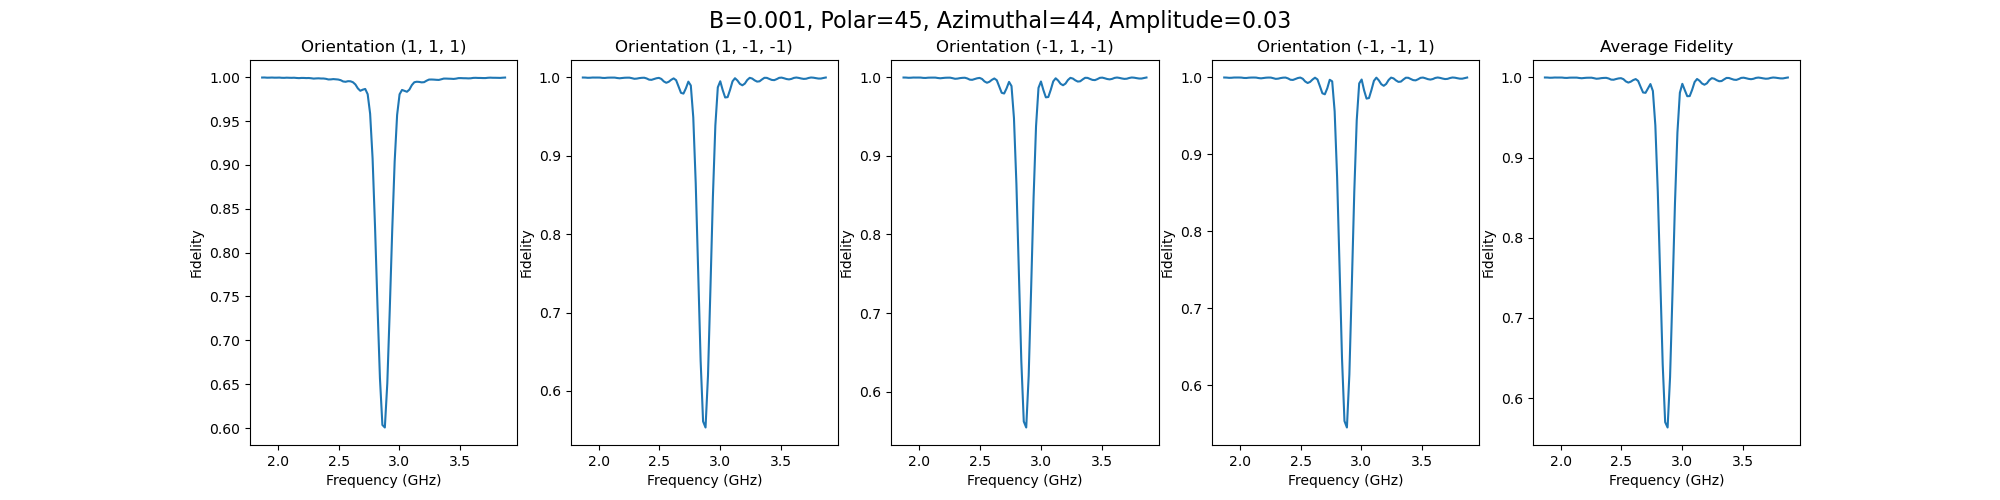 B=0.001, Polar=45, Azimuthal=44, Amplitude=0.03
Orientation (1, 1, 1)
Fidelity
1.00
0.95
0.90
0.85
0.80
0.75
0.70
0.65
0.60
2.0 2.5 3.0 3.5
Frequency (GHz)
Orientation (1, -1, -1)
Fidelity
1.0
0.9
0.8
0.7
0.6
2.0 2.5 3.0 3.5
Frequency (GHz)
Orientation (-1, 1, -1)
Fidelity
1.0
0.9
0.8
0.7
0.6
2.0 2.5 3.0 3.5
Frequency (GHz)
Orientation (-1, -1, 1)
Fidelity
1.0
0.9
0.8
0.7
0.6
2.0 2.5 3.0 3.5
Frequency (GHz)
Average Fidelity
Fidelity
1.0
0.9
0.8
0.7
0.6
2.0 2.5 3.0 3.5
Frequency (GHz)